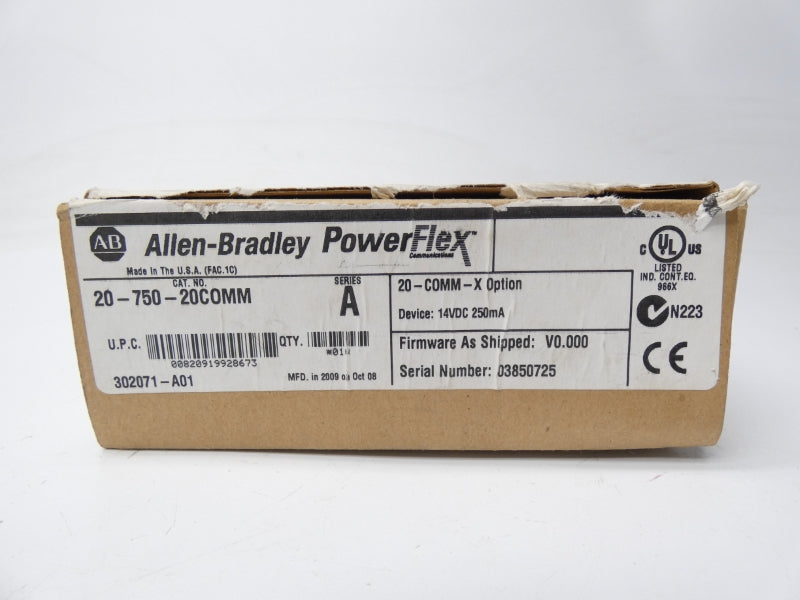 AB Allen-Bradley PowerFlex™
Communications
Made In The U.S.A. (FAC.1C)
CAT. NO.
SERIES
20-750-20COMM
A
20-COMM-X Option
Device: 14VDC 250mA
U.P.C.
00820919928673
QTY.
Firmware As Shipped: V0.000
Serial Number: 03850725
302071-A01
MFD. in 2009 on Oct 08
C UL US
LISTED
IND. CONT. EQ.
966X
N223
CE